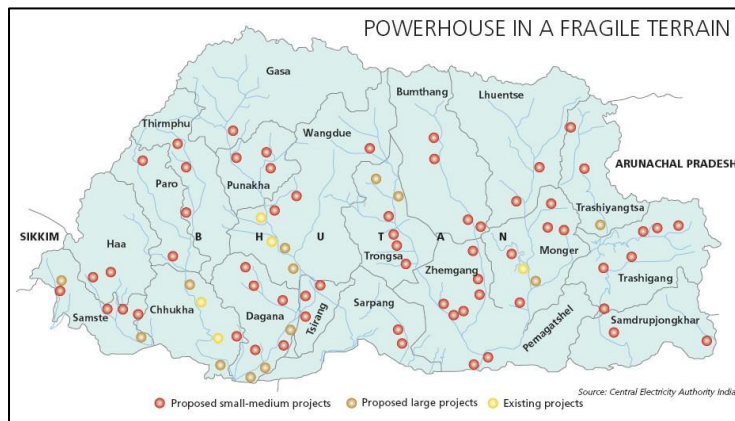 POWERHOUSE IN A FRAGILE TERRAIN
Gasa
Bumthang
Lhuentse
Thirmphu
Wangdue
ARUNACHAL PRADESH
Paro
Punakha
Trashiyangtsa
SIKKIM
Haa
B H U T A N
Monger
Trongsa
Zhemgang
Trashigang
Samste
Chhukha
Dagana
Tsirang
Sarpang
Pemagatshel
Samdrupjongkhar
Source: Central Electricity Authority India
Proposed small-medium projects
Proposed large projects
Existing projects